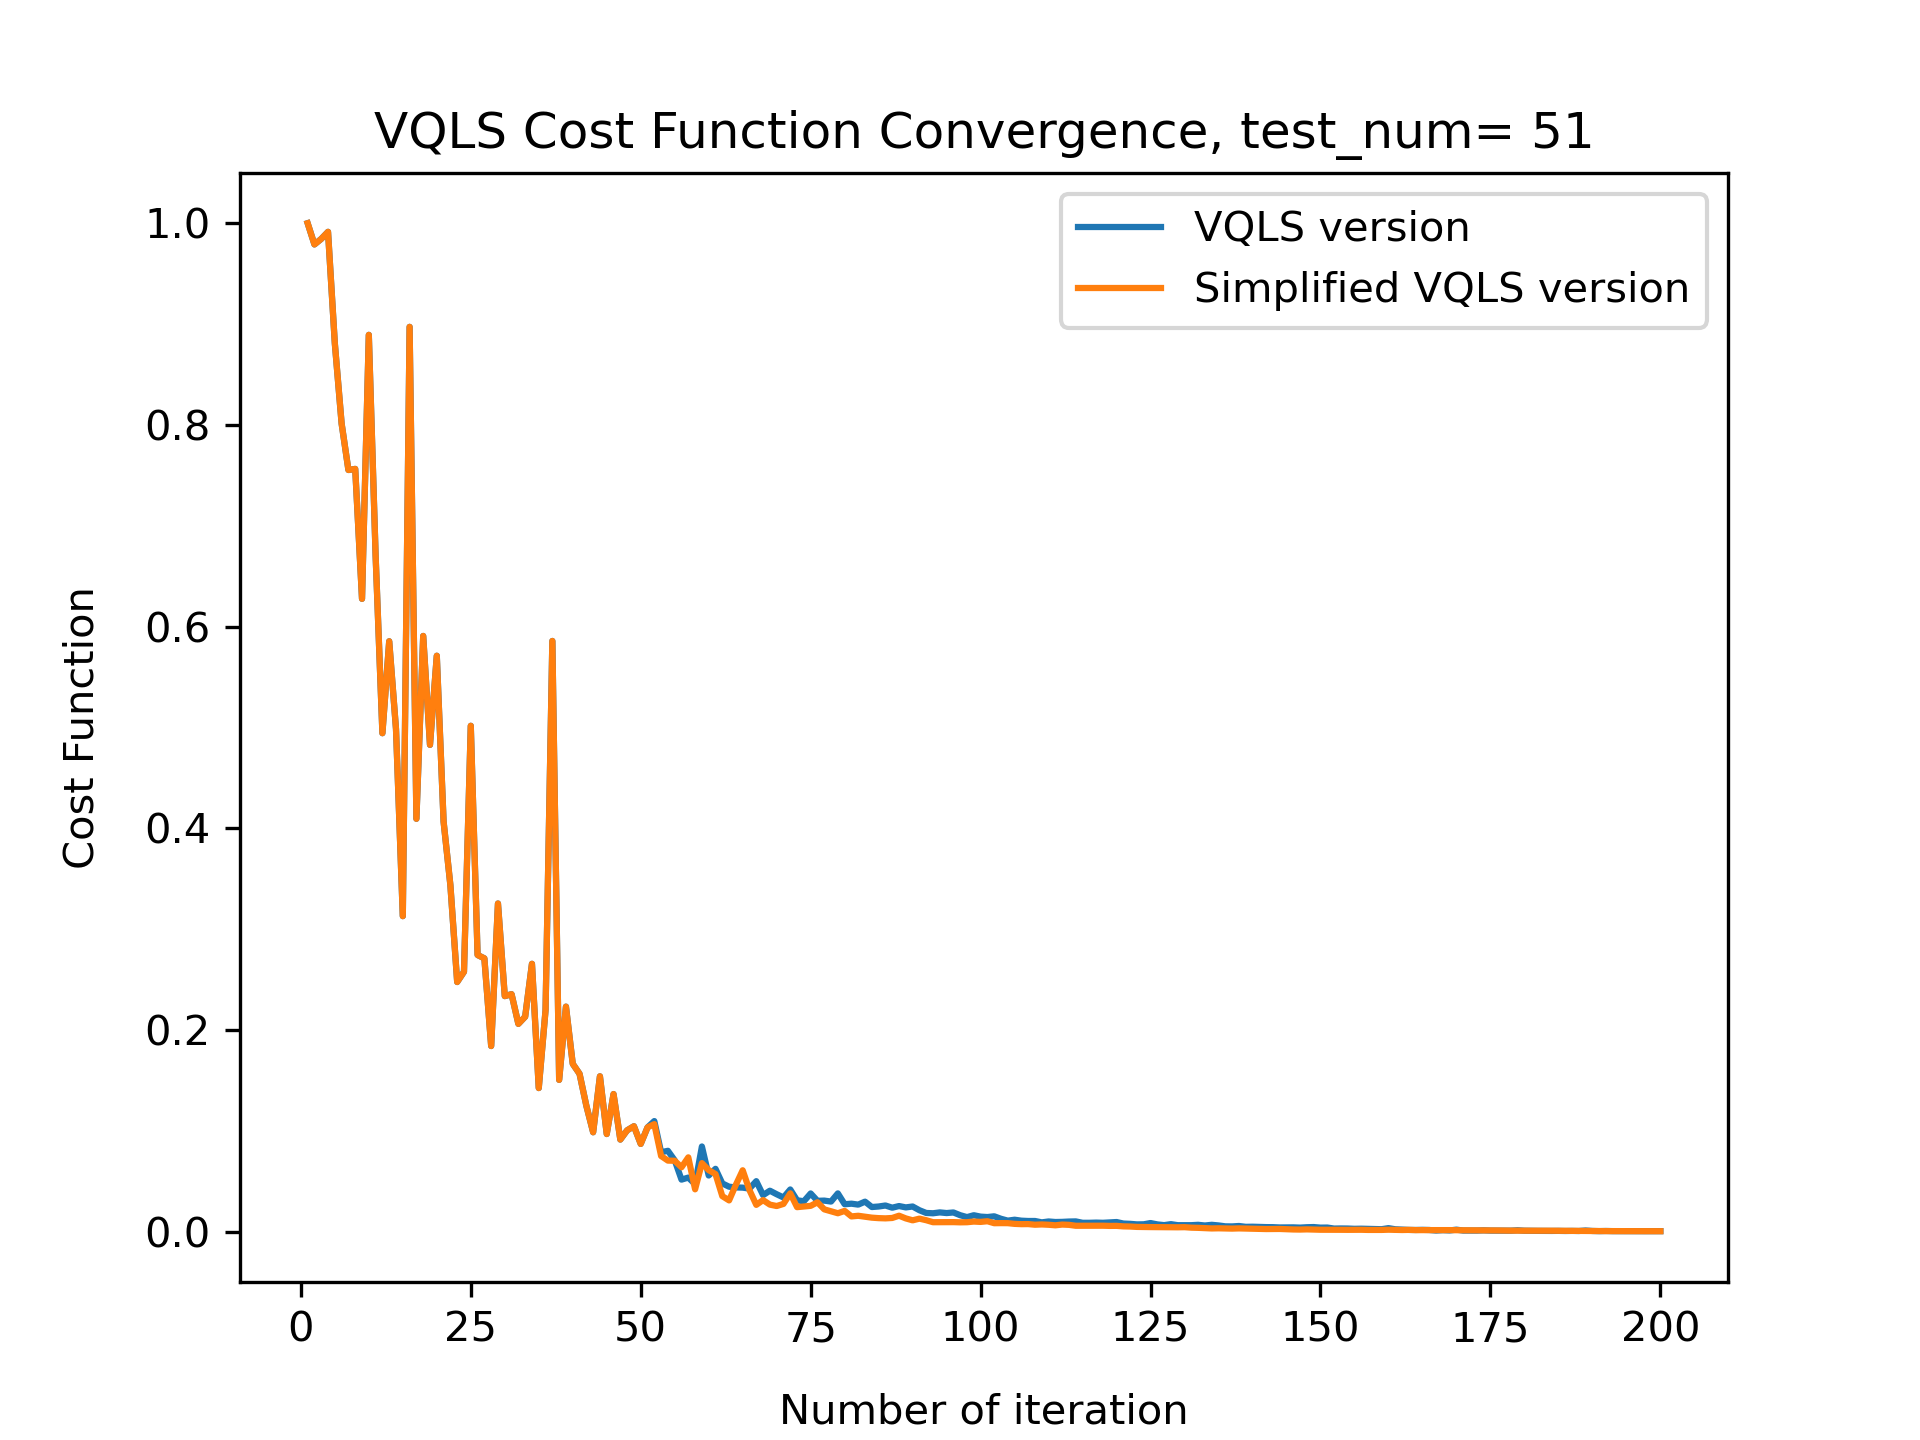 VQLS Cost Function Convergence, test_num= 51
VQLS version
Simplified VQLS version
1.0
0.8
0.6
0.4
0.2
0.0
Cost Function
0 25 50 75 100 125 150 175 200
Number of iteration